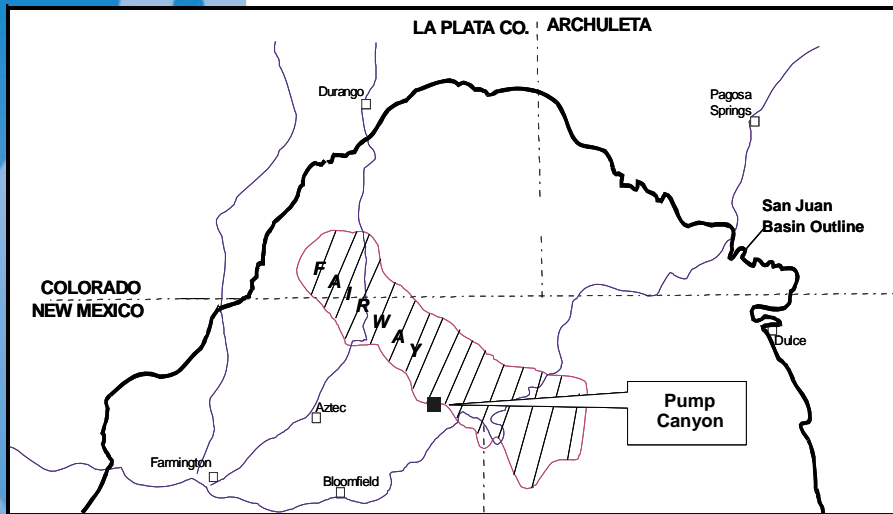 LA PLATA CO. ARCHULETA
Durango
Pagosa
Springs
San Juan
Basin Outline
FAIRWAY
COLORADO
NEW MEXICO
Dulce
Pump
Canyon
Aztec
Farmington
Bloomfield